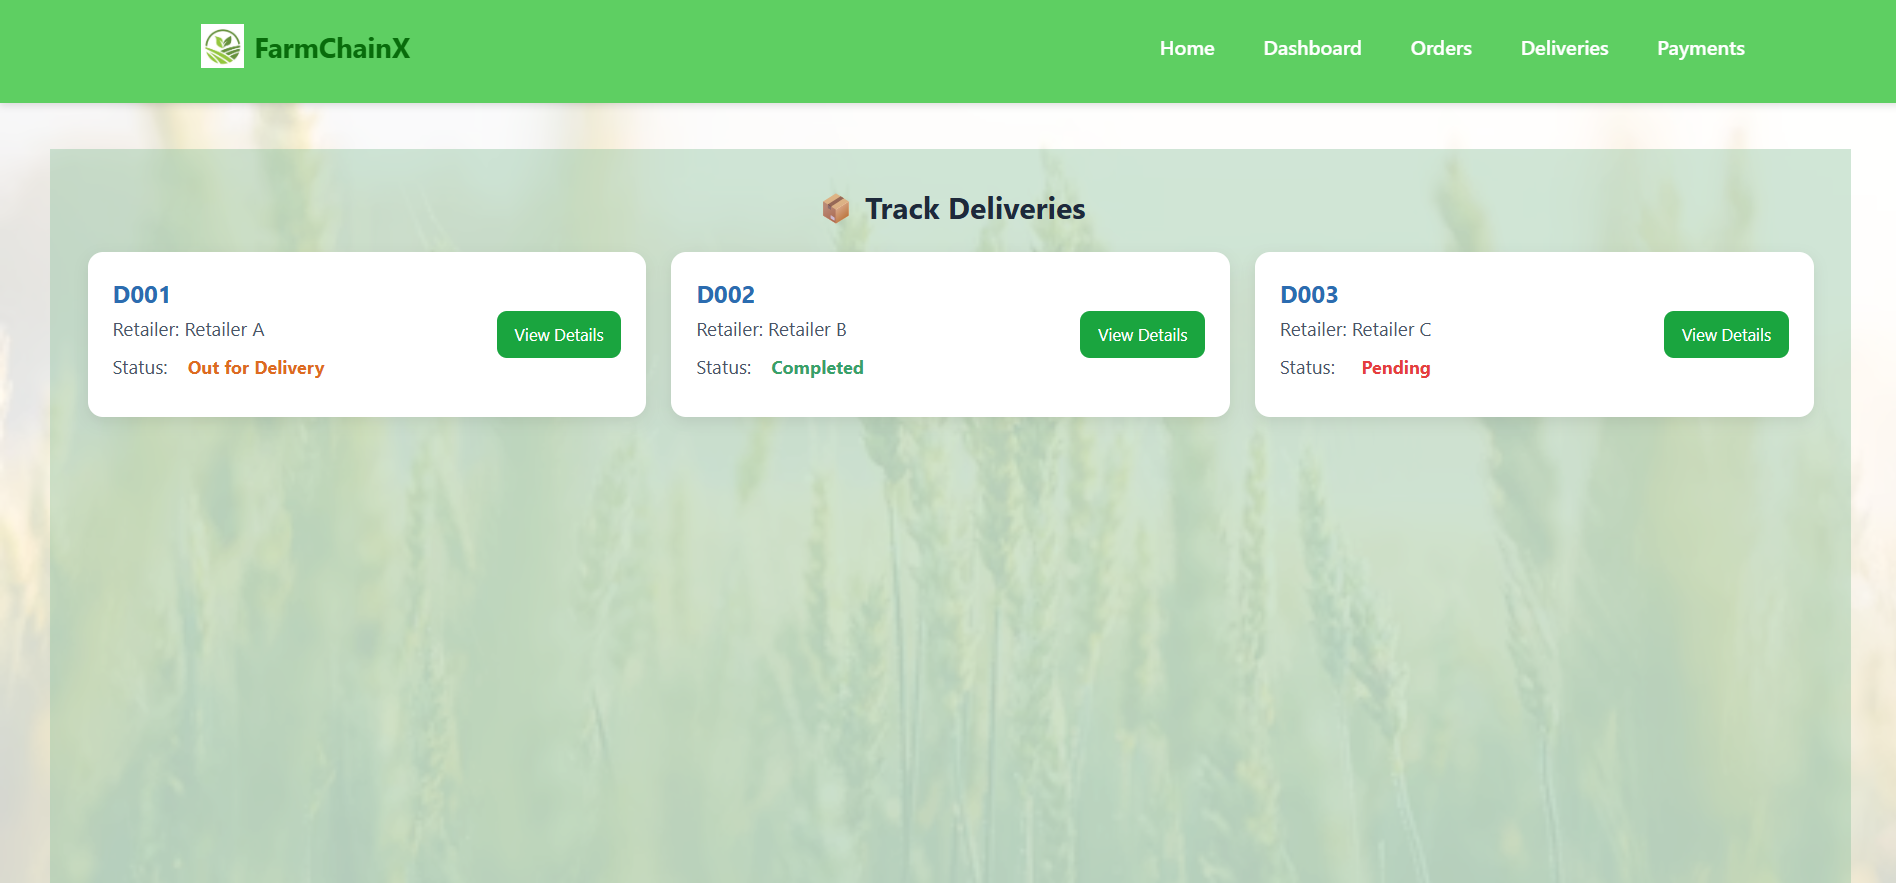 FarmChainX
Home Dashboard Orders Deliveries Payments
📦 Track Deliveries
D001
Retailer: Retailer A
Status: Out for Delivery
View Details
D002
Retailer: Retailer B
Status: Completed
View Details
D003
Retailer: Retailer C
Status: Pending
View Details